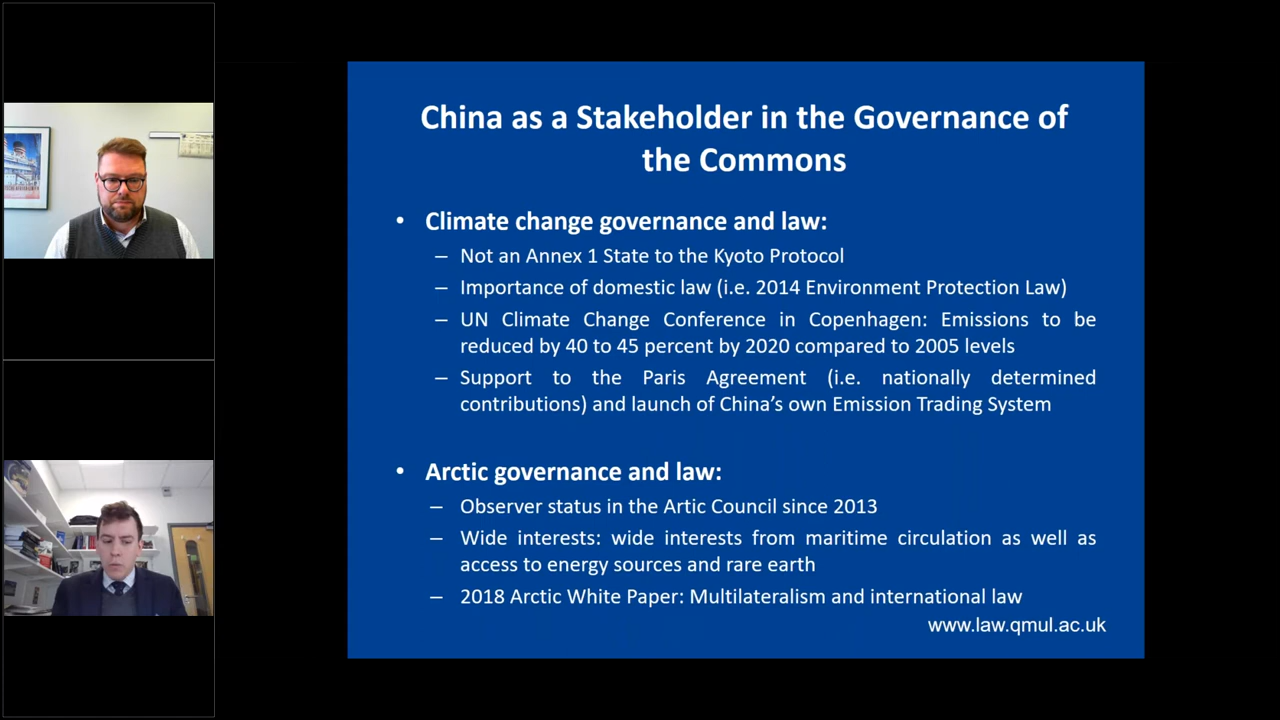 China as a Stakeholder in the Governance of
the Commons
• Climate change governance and law:
– Not an Annex 1 State to the Kyoto Protocol
– Importance of domestic law (i.e. 2014 Environment Protection Law)
– UN Climate Change Conference in Copenhagen: Emissions to be
reduced by 40 to 45 percent by 2020 compared to 2005 levels
– Support to the Paris Agreement (i.e. nationally determined
contributions) and launch of China’s own Emission Trading System
• Arctic governance and law:
– Observer status in the Artic Council since 2013
– Wide interests: wide interests from maritime circulation as well as
access to energy sources and rare earth
– 2018 Arctic White Paper: Multilateralism and international law
www.law.qmul.ac.uk